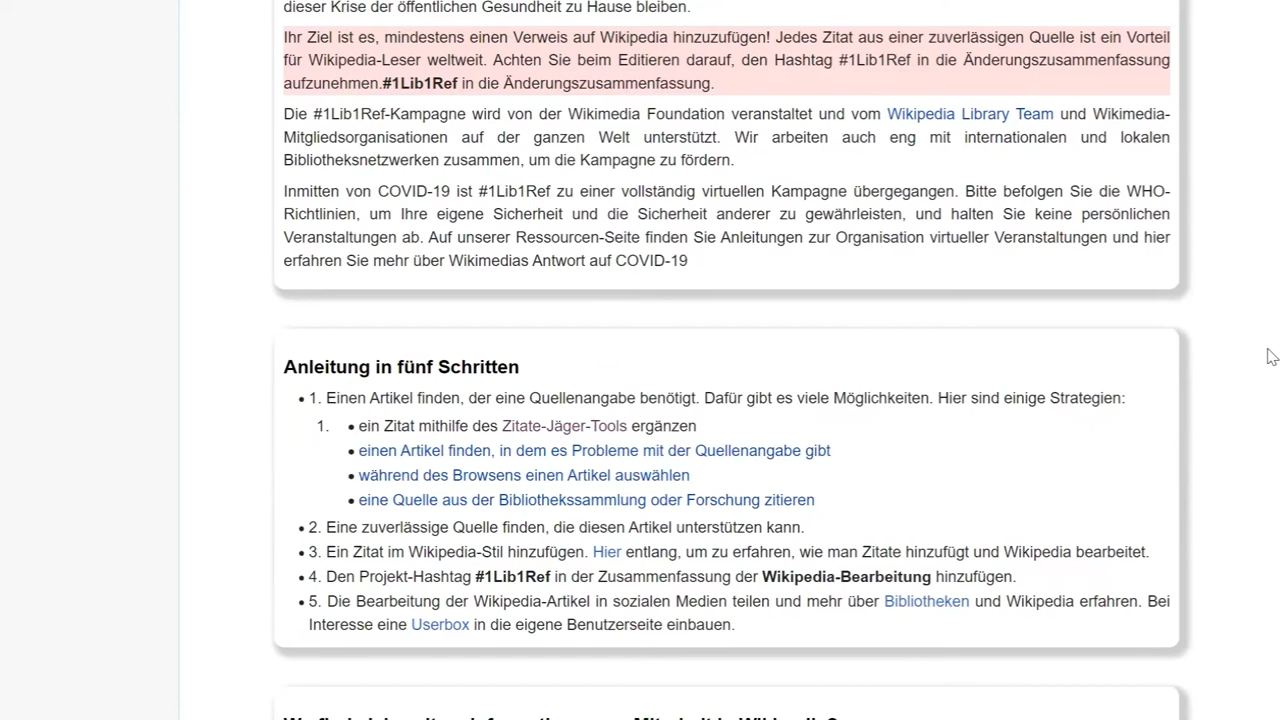 dieser Krise der öffentlichen Gesundheit zu Hause bleiben.
Ihr Ziel ist es, mindestens einen Verweis auf Wikipedia hinzuzufügen! Jedes Zitat aus einer zuverlässigen Quelle ist ein Vorteil
für Wikipedia-Leser weltweit. Achten Sie beim Editieren darauf, den Hashtag #1Lib1Ref in die Änderungszusammenfassung
aufzunehmen.#1Lib1Ref in die Änderungszusammenfassung.
Die #1Lib1Ref-Kampagne wird von der Wikimedia Foundation veranstaltet und vom Wikipedia Library Team und Wikimedia-
Mitgliedsorganisationen auf der ganzen Welt unterstützt. Wir arbeiten auch eng mit internationalen und lokalen
Bibliotheksnetzwerken zusammen, um die Kampagne zu fördern.
Inmitten von COVID-19 ist #1Lib1Ref zu einer vollständig virtuellen Kampagne übergegangen. Bitte befolgen Sie die WHO-
Richtlinien, um Ihre eigene Sicherheit und die Sicherheit anderer zu gewährleisten, und halten Sie keine persönlichen
Veranstaltungen ab. Auf unserer Ressourcen-Seite finden Sie Anleitungen zur Organisation virtueller Veranstaltungen und hier
erfahren Sie mehr über Wikimedias Antwort auf COVID-19
Anleitung in fünf Schritten
• 1. Einen Artikel finden, der eine Quellenangabe benötigt. Dafür gibt es viele Möglichkeiten. Hier sind einige Strategien:
1. • ein Zitat mithilfe des Zitate-Jäger-Tools ergänzen
• einen Artikel finden, in dem es Probleme mit der Quellenangabe gibt
• während des Browsens einen Artikel auswählen
• eine Quelle aus der Bibliothekssammlung oder Forschung zitieren
• 2. Eine zuverlässige Quelle finden, die diesen Artikel unterstützen kann.
• 3. Ein Zitat im Wikipedia-Stil hinzufügen. Hier entlang, um zu erfahren, wie man Zitate hinzufügt und Wikipedia bearbeitet.
• 4. Den Projekt-Hashtag #1Lib1Ref in der Zusammenfassung der Wikipedia-Bearbeitung hinzufügen.
• 5. Die Bearbeitung der Wikipedia-Artikel in sozialen Medien teilen und mehr über Bibliotheken und Wikipedia erfahren. Bei
Interesse eine Userbox in die eigene Benutzerseite einbauen.